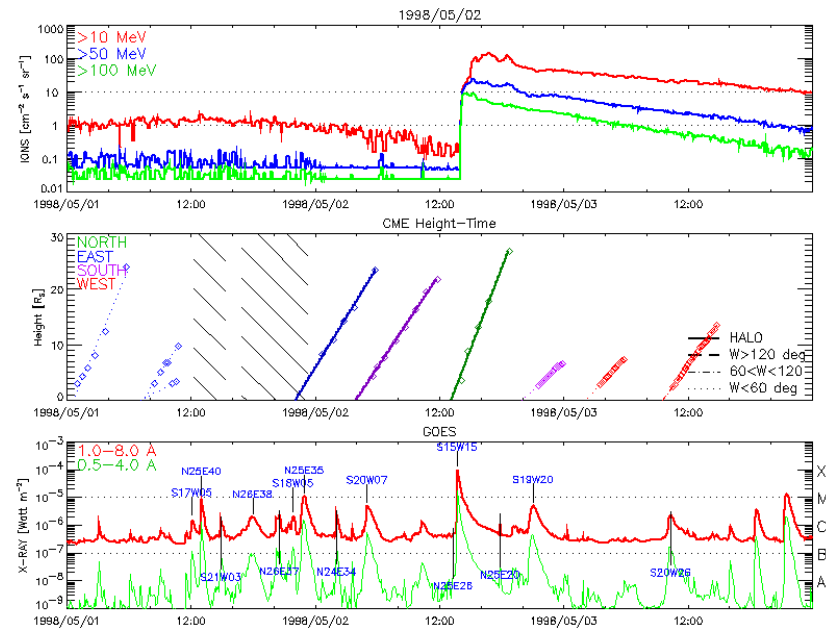 1998/05/02
>10 MeV
>50 MeV
>100 MeV
IONS [cm⁻² s⁻¹ sr⁻¹]
100
10
1
0.1
0.01
1998/05/01 12:00 1998/05/02 12:00 1998/05/03 12:00
CME Height-Time
NORTH
EAST
SOUTH
WEST
Height [Rs]
30
20
10
0
HALO
W>120 deg
60<W<120
W<60 deg
1998/05/01 12:00 1998/05/02 12:00 1998/05/03 12:00
GOES
1.0-8.0 A
0.5-4.0 A
X-RAY [Watt m⁻²]
10⁻³
10⁻⁴
10⁻⁵
10⁻⁶
10⁻⁷
10⁻⁸
10⁻⁹
S17W05
N25E40
S21W03
N26E38
N26E37
S18W05
N25E35
N24E34
S20W07
N25E28
S15W15
N25E20
S19W20
S20W26
X
M
C
B
A
1998/05/01 12:00 1998/05/02 12:00 1998/05/03 12:00